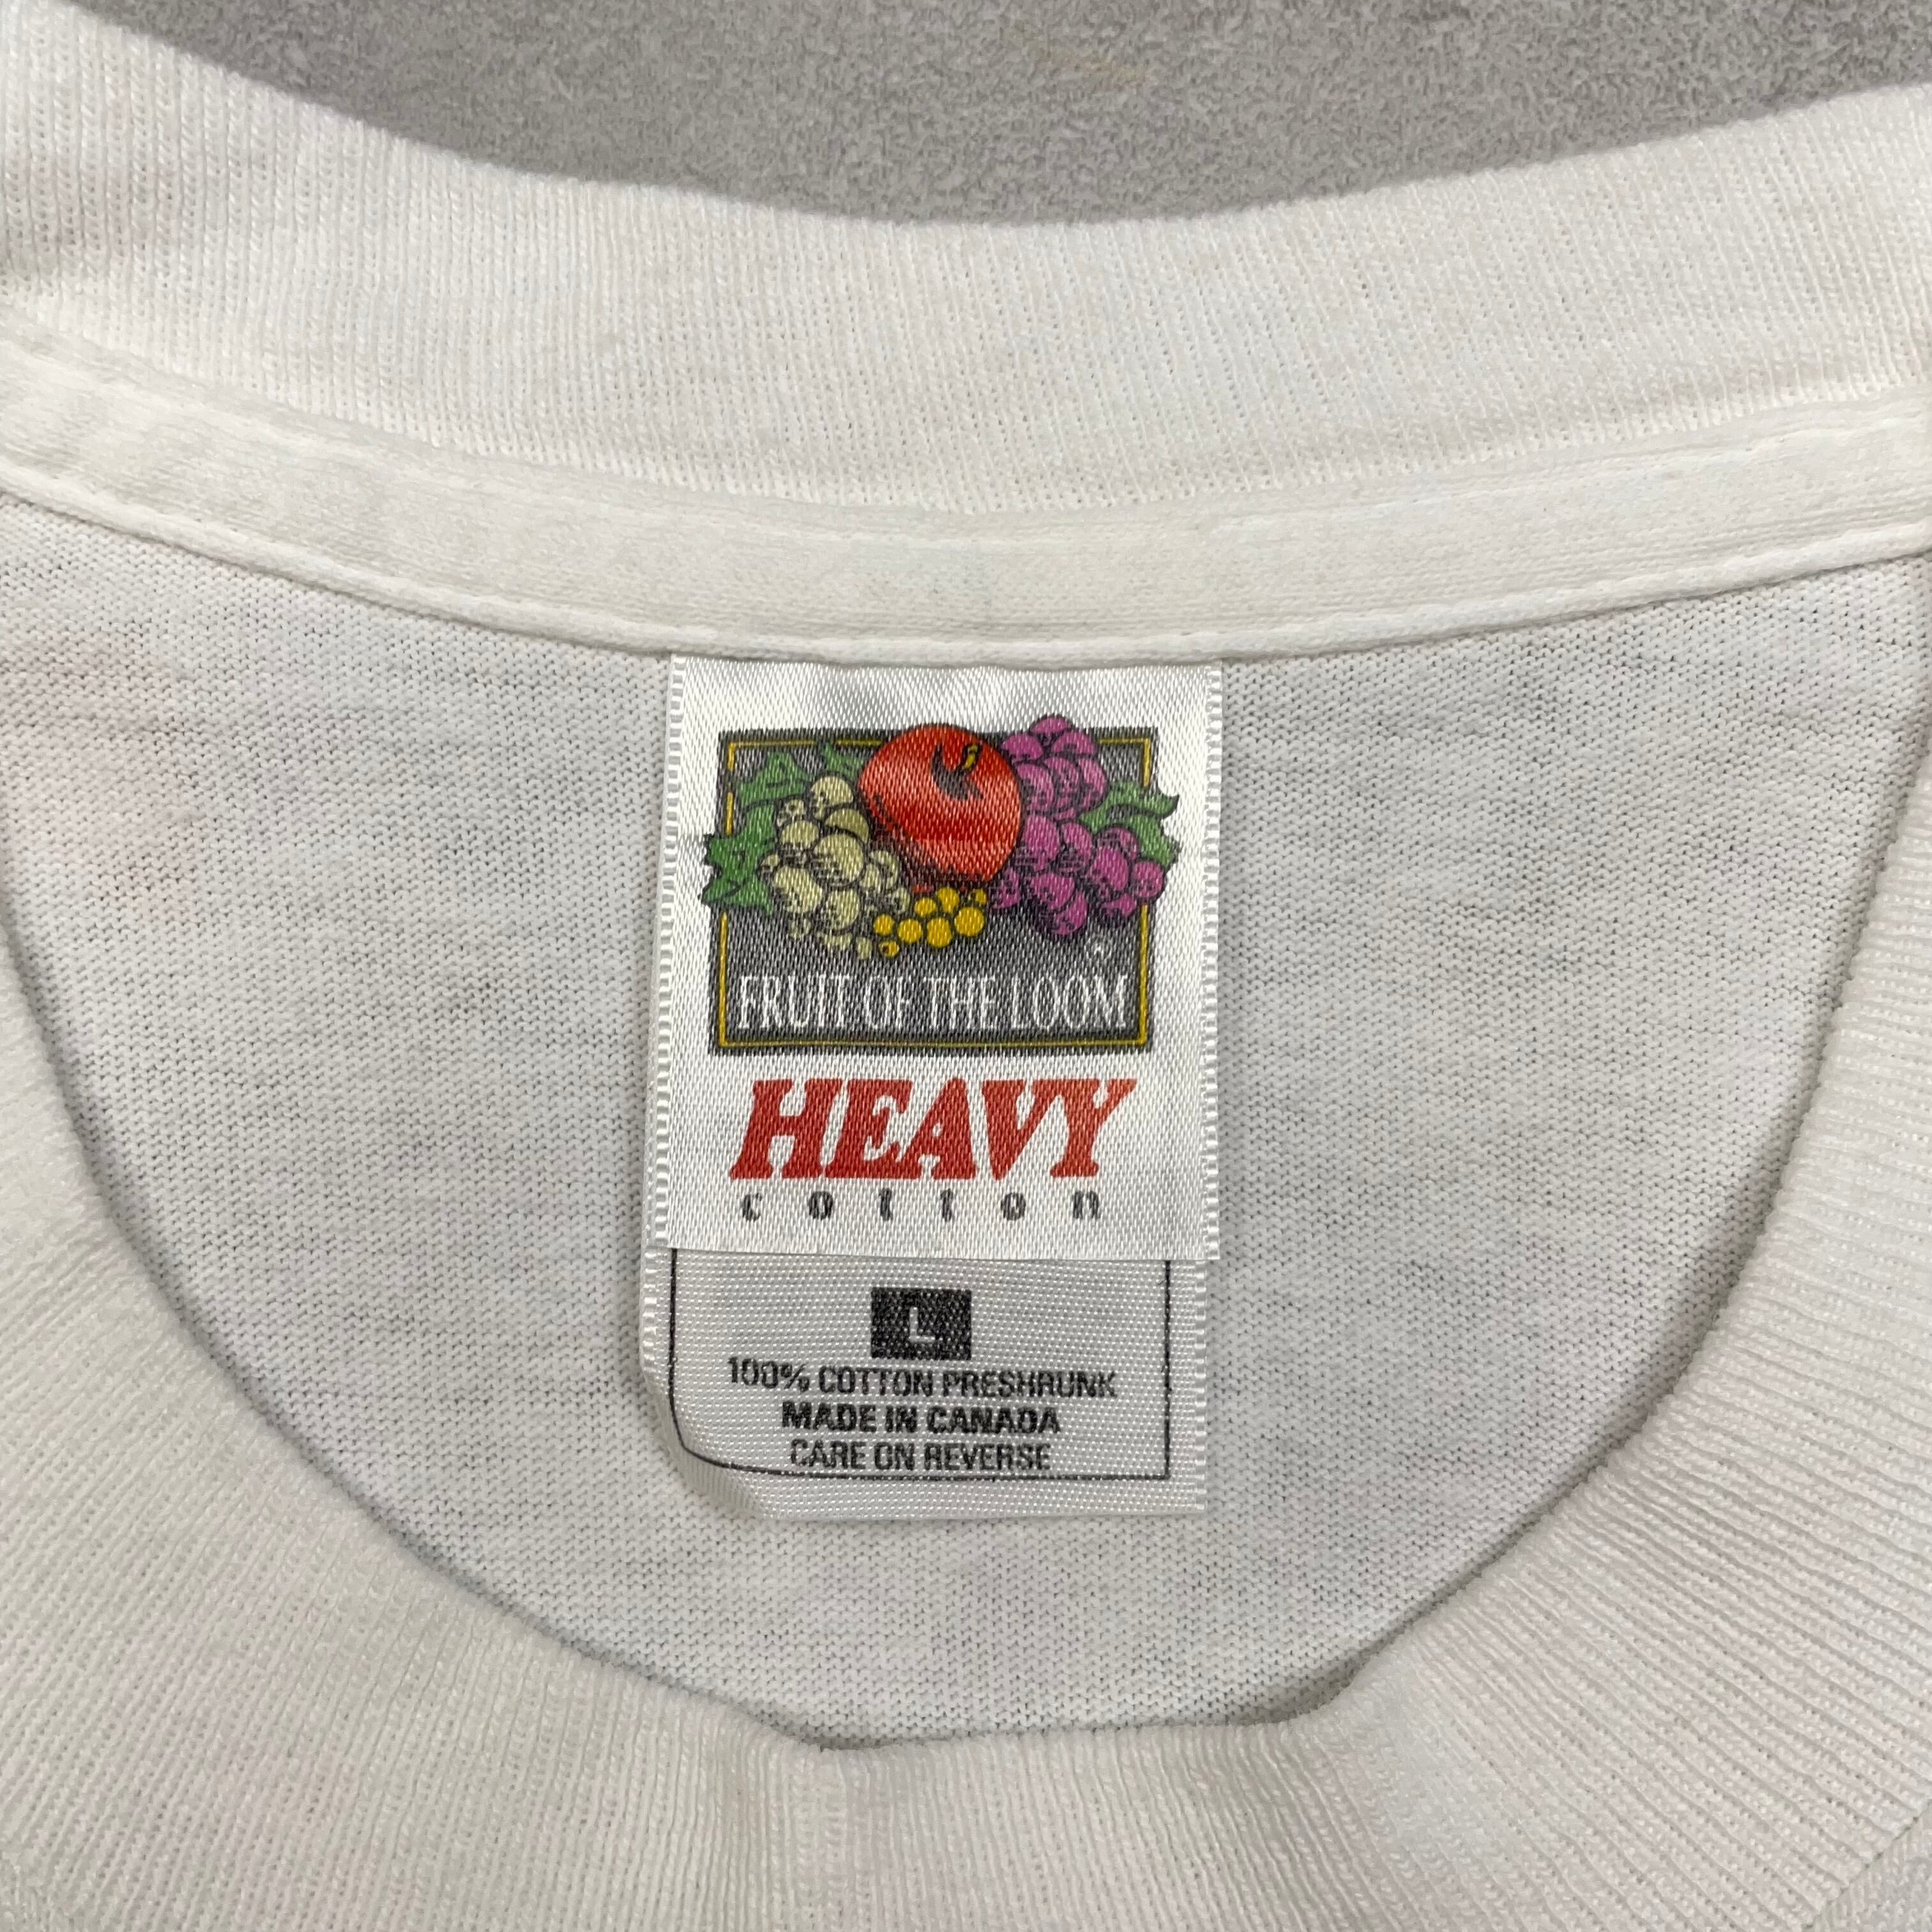 FRUIT OF THE LOOM
HEAVY
cotton
L
100% COTTON PRESHRUNK
MADE IN CANADA
CARE ON REVERSE